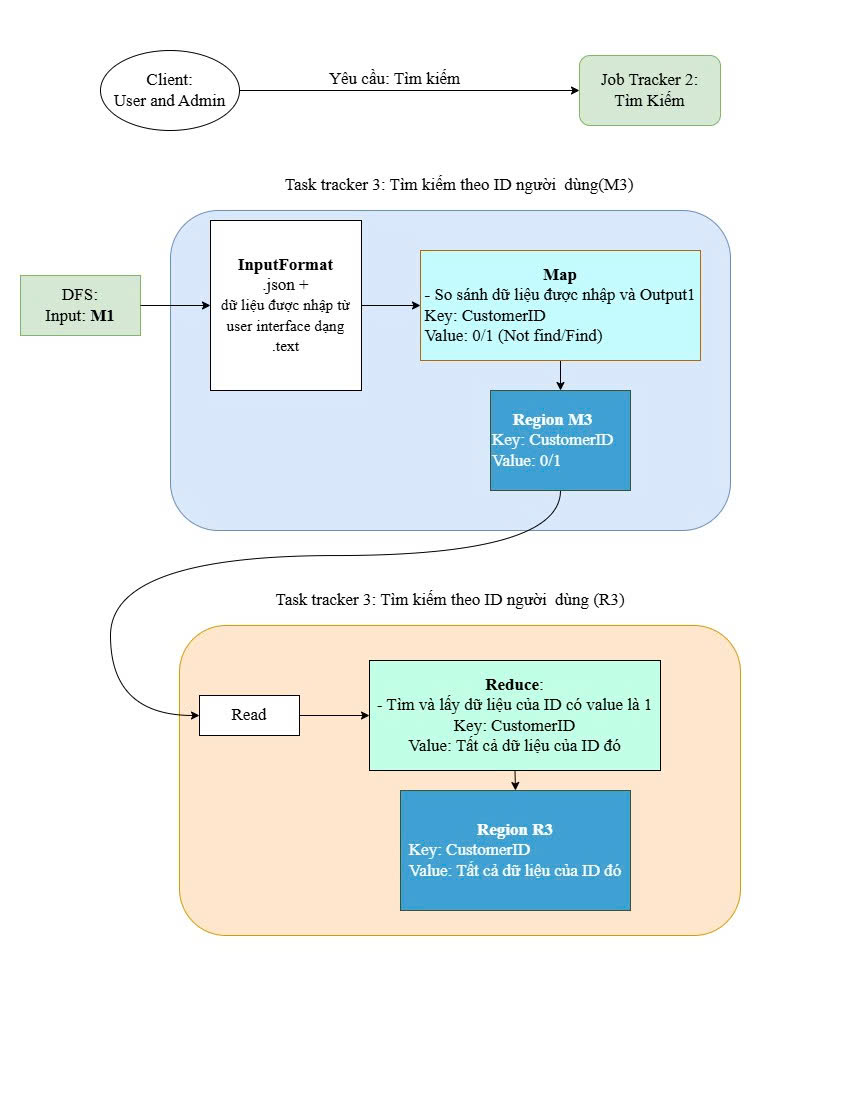 Client:
User and Admin
Yêu cầu: Tìm kiếm
Job Tracker 2:
Tìm Kiếm
Task tracker 3: Tìm kiếm theo ID người dùng(M3)
DFS:
Input: M1
InputFormat
.json +
dữ liệu được nhập từ
user interface dạng
.text
Map
- So sánh dữ liệu được nhập và Output1
Key: CustomerID
Value: 0/1 (Not find/Find)
Region M3
Key: CustomerID
Value: 0/1
Task tracker 3: Tìm kiếm theo ID người dùng (R3)
Read
Reduce:
- Tìm và lấy dữ liệu của ID có value là 1
Key: CustomerID
Value: Tất cả dữ liệu của ID đó
Region R3
Key: CustomerID
Value: Tất cả dữ liệu của ID đó